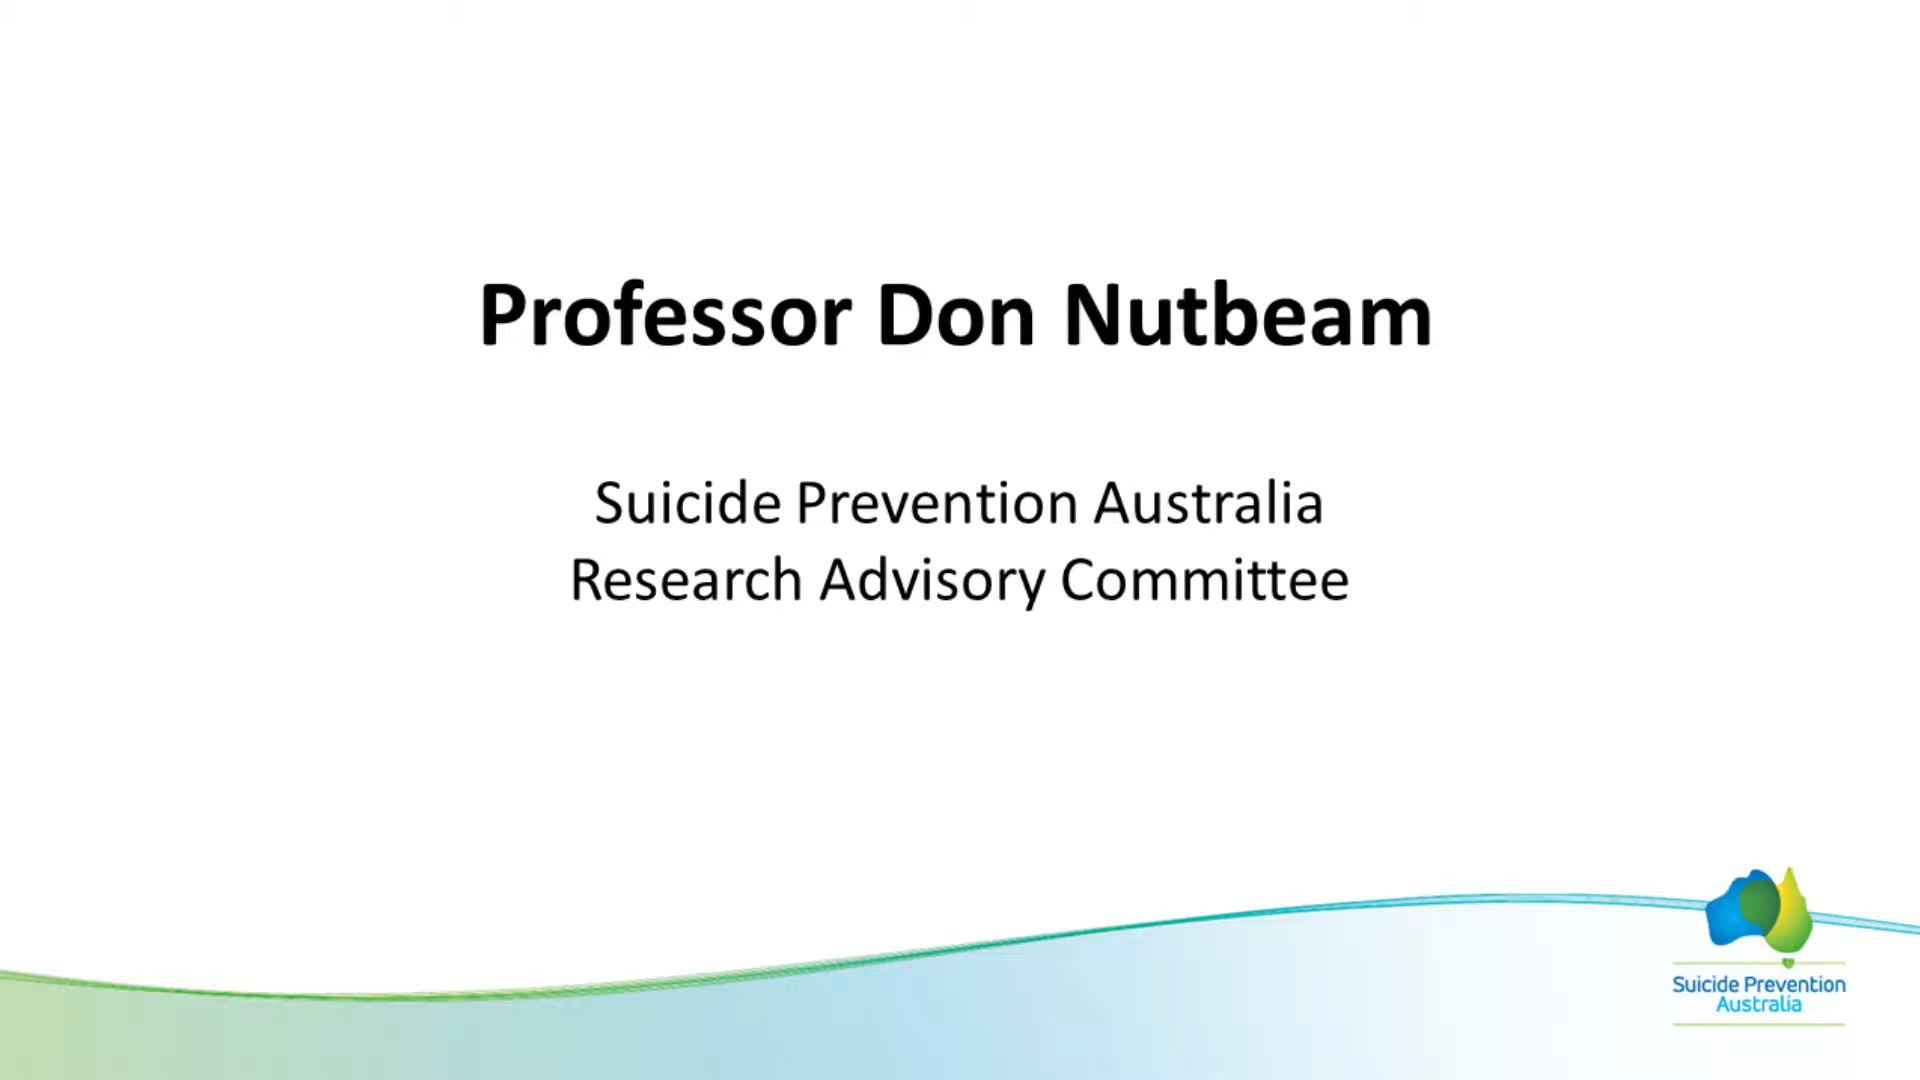 Professor Don Nutbeam
Suicide Prevention Australia
Research Advisory Committee
Suicide Prevention
Australia